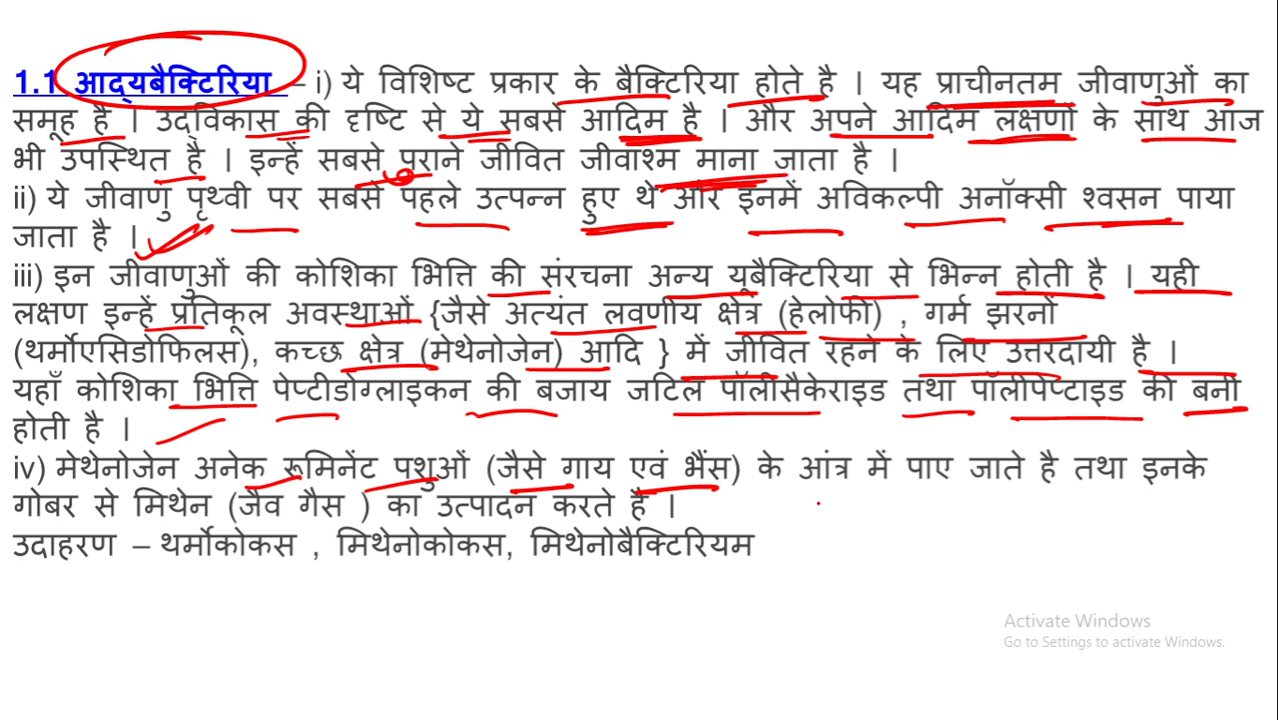 1.1 आद्यबैक्टिरिया – i) ये विशिष्ट प्रकार के बैक्टिरिया होते है । यह प्राचीनतम जीवाणुओं का
समूह है । उद्विकास की दृष्टि से ये सबसे आदिम है । और अपने आदिम लक्षणो के साथ आज
भी उपस्थित है । इन्हें सबसे पुराने जीवित जीवाश्म माना जाता है ।
ii) ये जीवाणु पृथ्वी पर सबसे पहले उत्पन्न हुए थे और इनमें अविकल्पी अनॉक्सी श्वसन पाया
जाता है ।
iii) इन जीवाणुओं की कोशिका भित्ति की संरचना अन्य यूबैक्टिरिया से भिन्न होती है । यही
लक्षण इन्हें प्रतिकूल अवस्थाओं {जैसे अत्यंत लवणीय क्षेत्र (हेलोफी) , गर्म झरनों
(थर्मोएसिडोफिलस), कच्छ क्षेत्र (मेथेनोजेन) आदि } में जीवित रहने के लिए उत्तरदायी है ।
यहाँ कोशिका भित्ति पेप्टीडोग्लाइकन की बजाय जटिल पॉलीसैकेराइड तथा पॉलीपेप्टाइड की बनी
होती है ।
iv) मेथेनोजेन अनेक रूमिनेंट पशुओं (जैसे गाय एवं भैंस) के आंत्र में पाए जाते है तथा इनके
गोबर से मिथेन (जैव गैस ) का उत्पादन करते है ।
उदाहरण – थर्मोकोकस , मिथेनोकोकस, मिथेनोबैक्टिरियम
Activate Windows
Go to Settings to activate Windows.